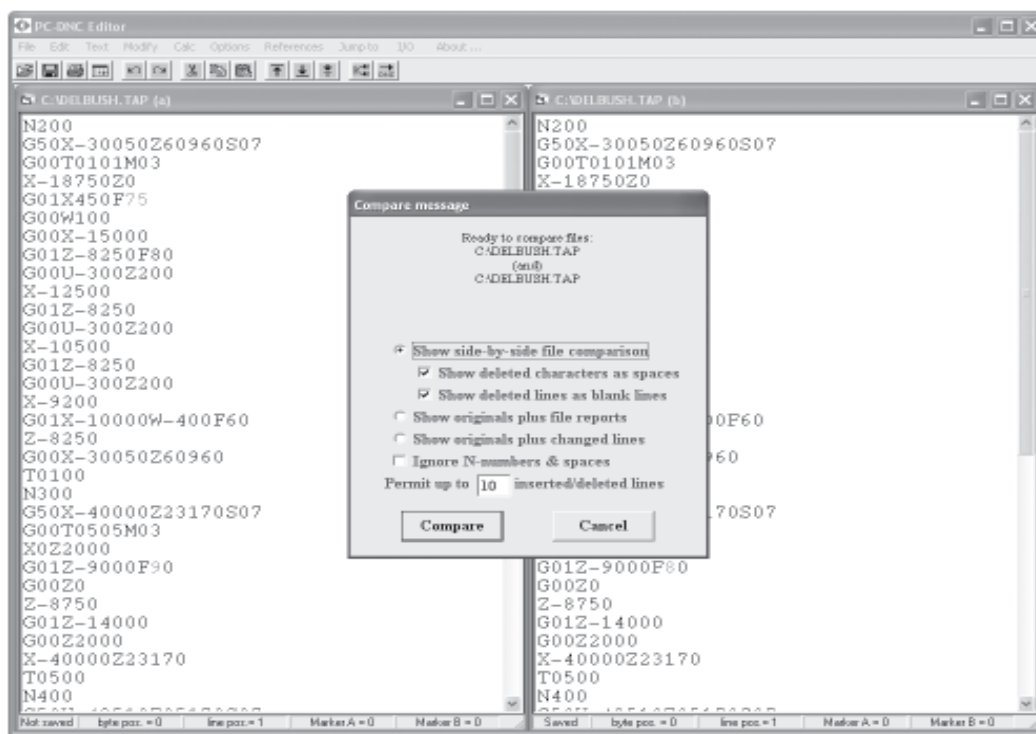 PC-DNC Editor
File Edit Text Modify Calc Options References Jump-to I/O About ...
C:\DELBUSH.TAP (a)
N200
G50X-30050Z60960S07
G00T0101M03
X-18750Z0
G01X450F75
G00W100
G00X-15000
G01Z-8250F80
G00U-300Z200
X-12500
G01Z-8250
G00U-300Z200
X-10500
G01Z-8250
G00U-300Z200
X-9200
G01X-10000W-400F60
Z-8250
G00X-30050Z60960
T0100
N300
G50X-40000Z23170S07
G00T0505M03
X0Z2000
G01Z-9000F90
G00Z0
Z-8750
G01Z-14000
G00Z2000
X-40000Z23170
T0500
N400
Not saved byte pos. = 0 line pos. = 1 Marker A = 0 Marker B = 0
C:\DELBUSH.TAP (b)
N200
G50X-30050Z60960S07
G00T0101M03
X-18750Z0
0F60
960
170S07
G01Z-9000F80
G00Z0
Z-8750
G01Z-14000
G00Z2000
X-40000Z23170
T0500
N400
Saved byte pos. = 0 line pos. = 1 Marker A = 0 Marker B = 0
Compare message
Ready to compare files:
C:\DELBUSH.TAP
(and)
C:\DELBUSH.TAP
Show side-by-side file comparison
Show deleted characters as spaces
Show deleted lines as blank lines
Show originals plus file reports
Show originals plus changed lines
Ignore N-numbers & spaces
Permit up to 10 inserted/deleted lines
Compare Cancel